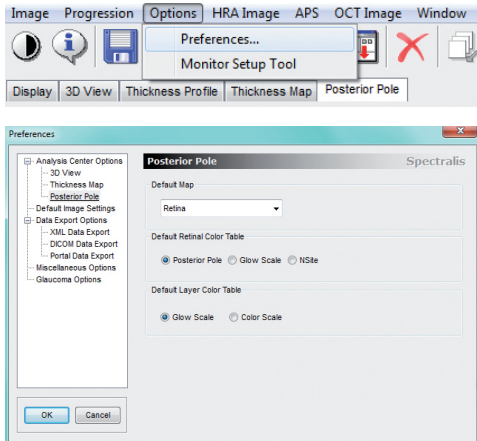 Image Progression Options HRA Image APS OCT Image Window
Preferences...
Monitor Setup Tool
Display 3D View Thickness Profile Thickness Map Posterior Pole
Preferences
Analysis Center Options
3D View
Thickness Map
Posterior Pole
Default Image Settings
Data Export Options
XML Data Export
DICOM Data Export
Portal Data Export
Miscellaneous Options
Glaucoma Options
OK Cancel
Posterior Pole Spectralis
Default Map
Retina
Default Retinal Color Table
Posterior Pole Glow Scale NSite
Default Layer Color Table
Glow Scale Color Scale